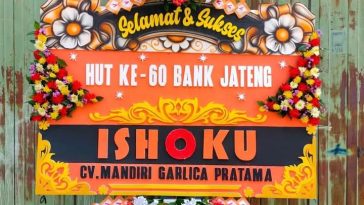 Selamat & Sukses
HUT KE-60 BANK JATENG
ISHOKU
CV. MANDIRI GARLICA PRATAMA